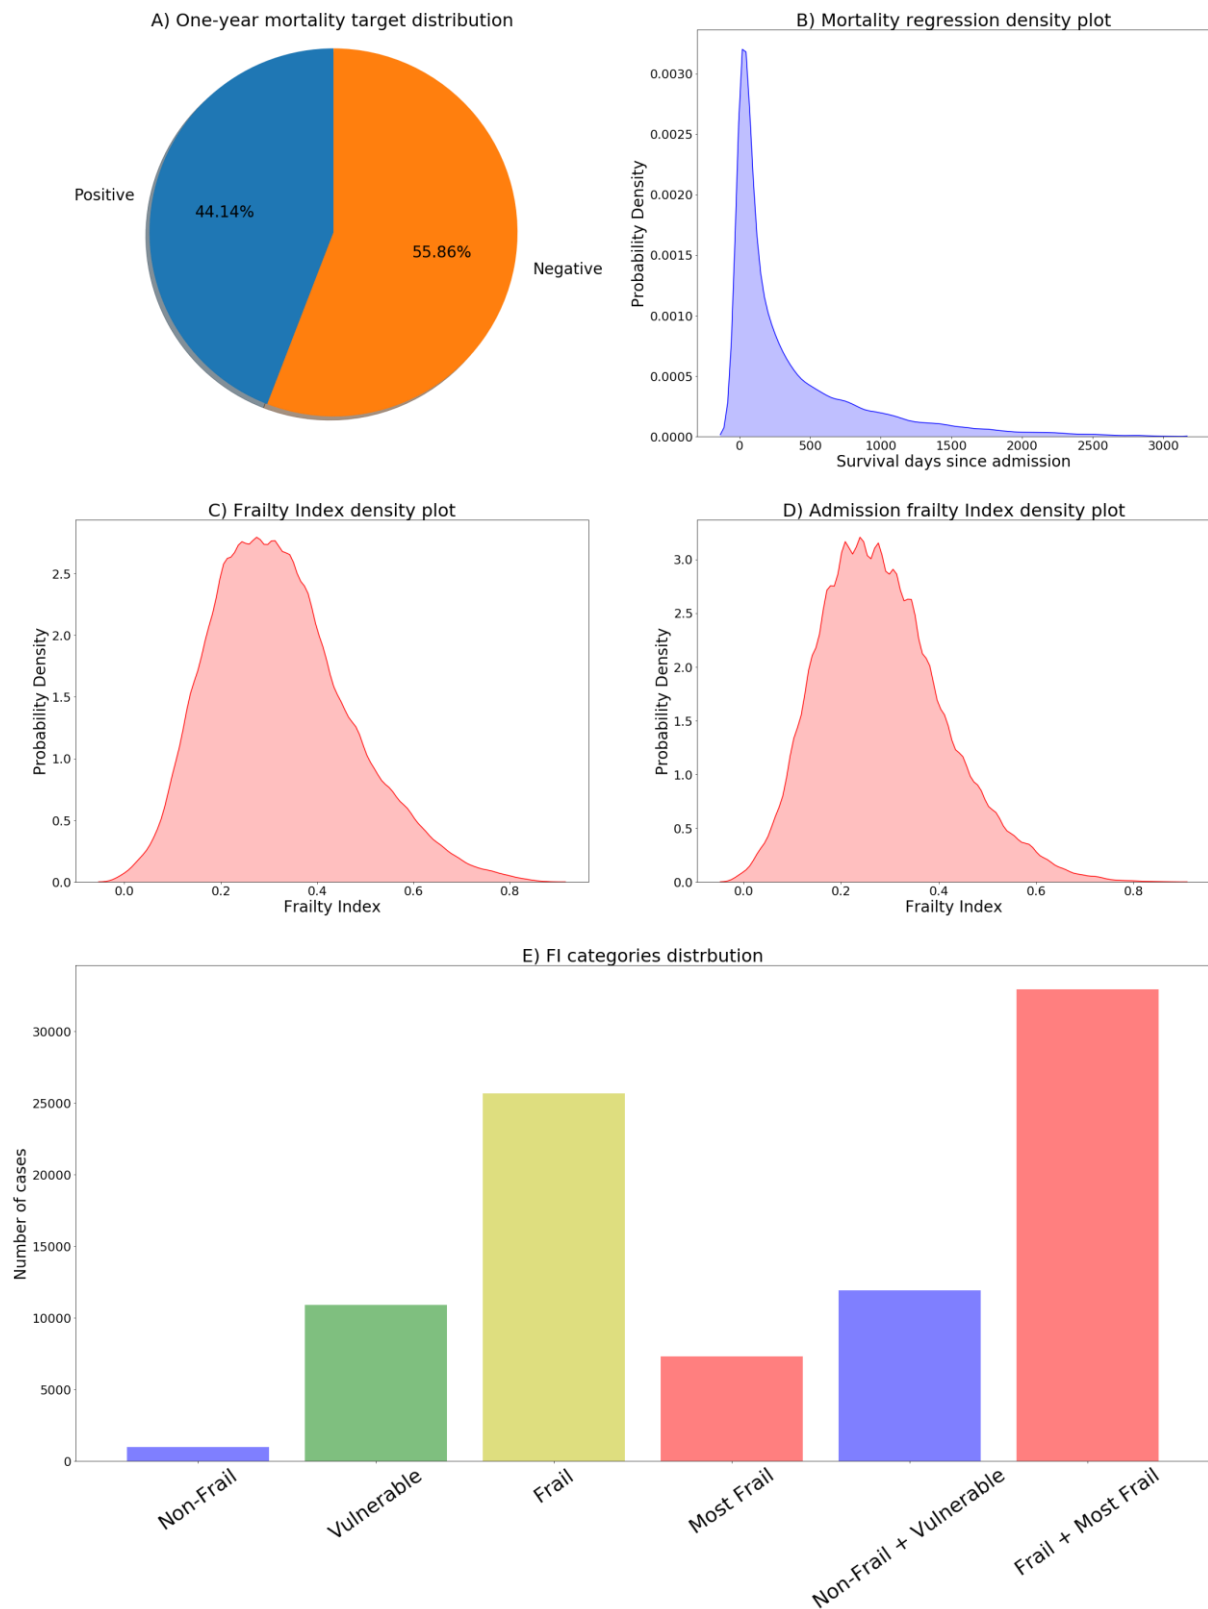 A) One-year mortality target distribution
Positive
44.14%
55.86%
Negative
B) Mortality regression density plot
Probability Density
0.0030
0.0025
0.0020
0.0015
0.0010
0.0005
0.0000
0 500 1000 1500 2000 2500 3000
Survival days since admission
C) Frailty Index density plot
Probability Density
2.5
2.0
1.5
1.0
0.5
0.0
0.0 0.2 0.4 0.6 0.8
Frailty Index
D) Admission frailty Index density plot
Probability Density
3.0
2.5
2.0
1.5
1.0
0.5
0.0
0.0 0.2 0.4 0.6 0.8
Frailty Index
E) FI categories distrbution
Number of cases
30000
25000
20000
15000
10000
5000
0
Non-Frail
Vulnerable
Frail
Most Frail
Non-Frail + Vulnerable
Frail + Most Frail